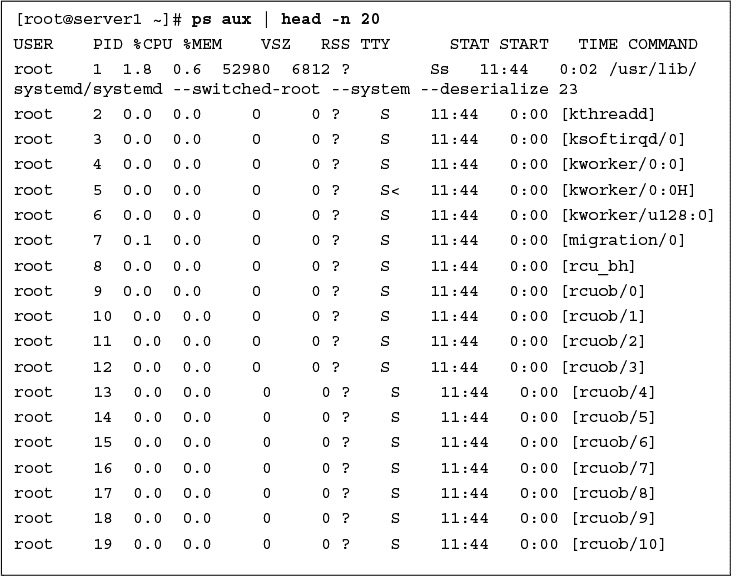 [root@server1 ~]# ps aux | head -n 20
USER PID %CPU %MEM VSZ RSS TTY STAT START TIME COMMAND
root 1 1.8 0.6 52980 6812 ? Ss 11:44 0:02 /usr/lib/
systemd/systemd --switched-root --system --deserialize 23
root 2 0.0 0.0 0 0 ? S 11:44 0:00 [kthreadd]
root 3 0.0 0.0 0 0 ? S 11:44 0:00 [ksoftirqd/0]
root 4 0.0 0.0 0 0 ? S 11:44 0:00 [kworker/0:0]
root 5 0.0 0.0 0 0 ? S< 11:44 0:00 [kworker/0:0H]
root 6 0.0 0.0 0 0 ? S 11:44 0:00 [kworker/u128:0]
root 7 0.1 0.0 0 0 ? S 11:44 0:00 [migration/0]
root 8 0.0 0.0 0 0 ? S 11:44 0:00 [rcu_bh]
root 9 0.0 0.0 0 0 ? S 11:44 0:00 [rcuob/0]
root 10 0.0 0.0 0 0 ? S 11:44 0:00 [rcuob/1]
root 11 0.0 0.0 0 0 ? S 11:44 0:00 [rcuob/2]
root 12 0.0 0.0 0 0 ? S 11:44 0:00 [rcuob/3]
root 13 0.0 0.0 0 0 ? S 11:44 0:00 [rcuob/4]
root 14 0.0 0.0 0 0 ? S 11:44 0:00 [rcuob/5]
root 15 0.0 0.0 0 0 ? S 11:44 0:00 [rcuob/6]
root 16 0.0 0.0 0 0 ? S 11:44 0:00 [rcuob/7]
root 17 0.0 0.0 0 0 ? S 11:44 0:00 [rcuob/8]
root 18 0.0 0.0 0 0 ? S 11:44 0:00 [rcuob/9]
root 19 0.0 0.0 0 0 ? S 11:44 0:00 [rcuob/10]